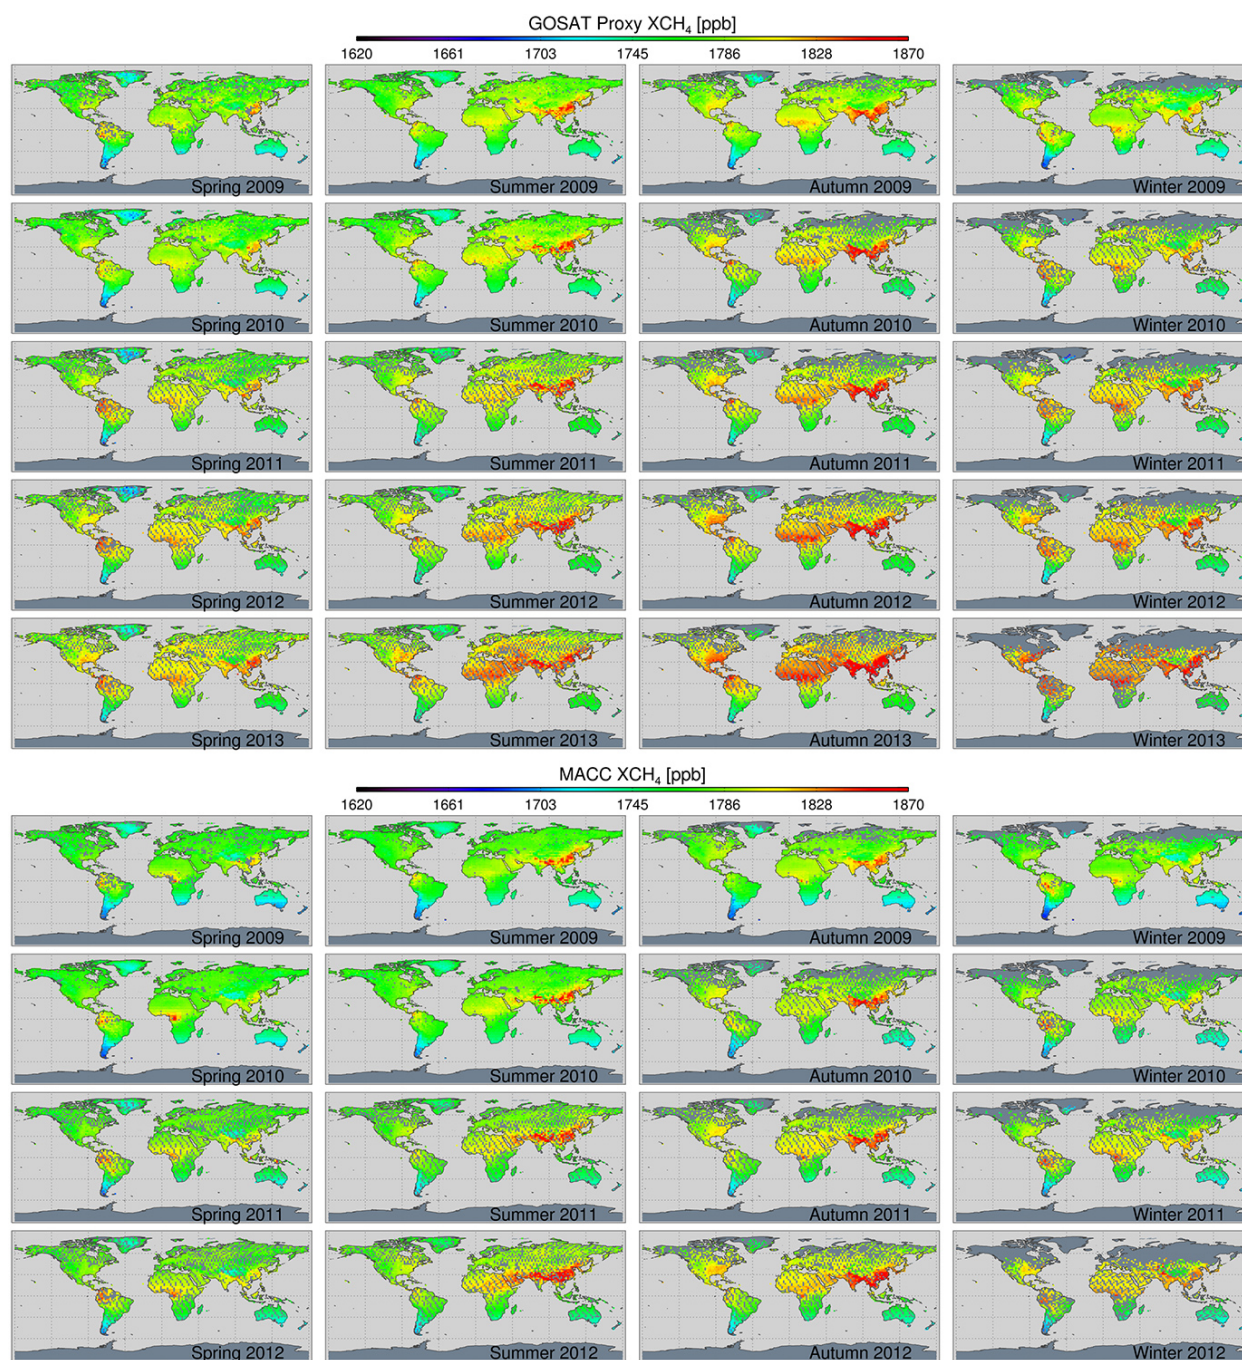 GOSAT Proxy XCH₄ [ppb]
1620 1661 1703 1745 1786 1828 1870
Spring 2009 Summer 2009 Autumn 2009 Winter 2009
Spring 2010 Summer 2010 Autumn 2010 Winter 2010
Spring 2011 Summer 2011 Autumn 2011 Winter 2011
Spring 2012 Summer 2012 Autumn 2012 Winter 2012
Spring 2013 Summer 2013 Autumn 2013 Winter 2013
MACC XCH₄ [ppb]
1620 1661 1703 1745 1786 1828 1870
Spring 2009 Summer 2009 Autumn 2009 Winter 2009
Spring 2010 Summer 2010 Autumn 2010 Winter 2010
Spring 2011 Summer 2011 Autumn 2011 Winter 2011
Spring 2012 Summer 2012 Autumn 2012 Winter 2012